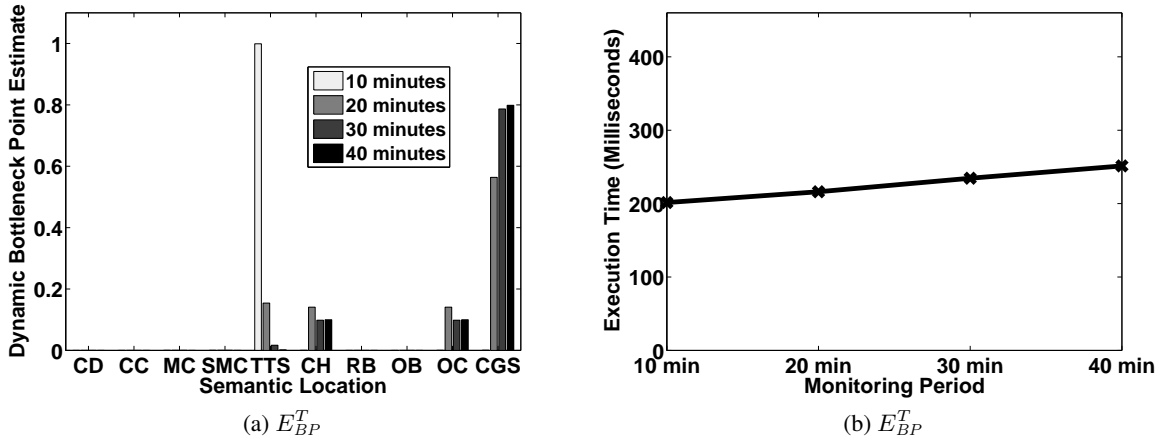 Dynamic Bottleneck Point Estimate
1
0.8
0.6
0.4
0.2
0
10 minutes
20 minutes
30 minutes
40 minutes
CD CC MC SMC TTS CH RB OB OC CGS
Semantic Location
(a) E_{BP}^{T}
Execution Time (Milliseconds)
400
300
200
100
0
10 min 20 min 30 min 40 min
Monitoring Period
(b) E_{BP}^{T}